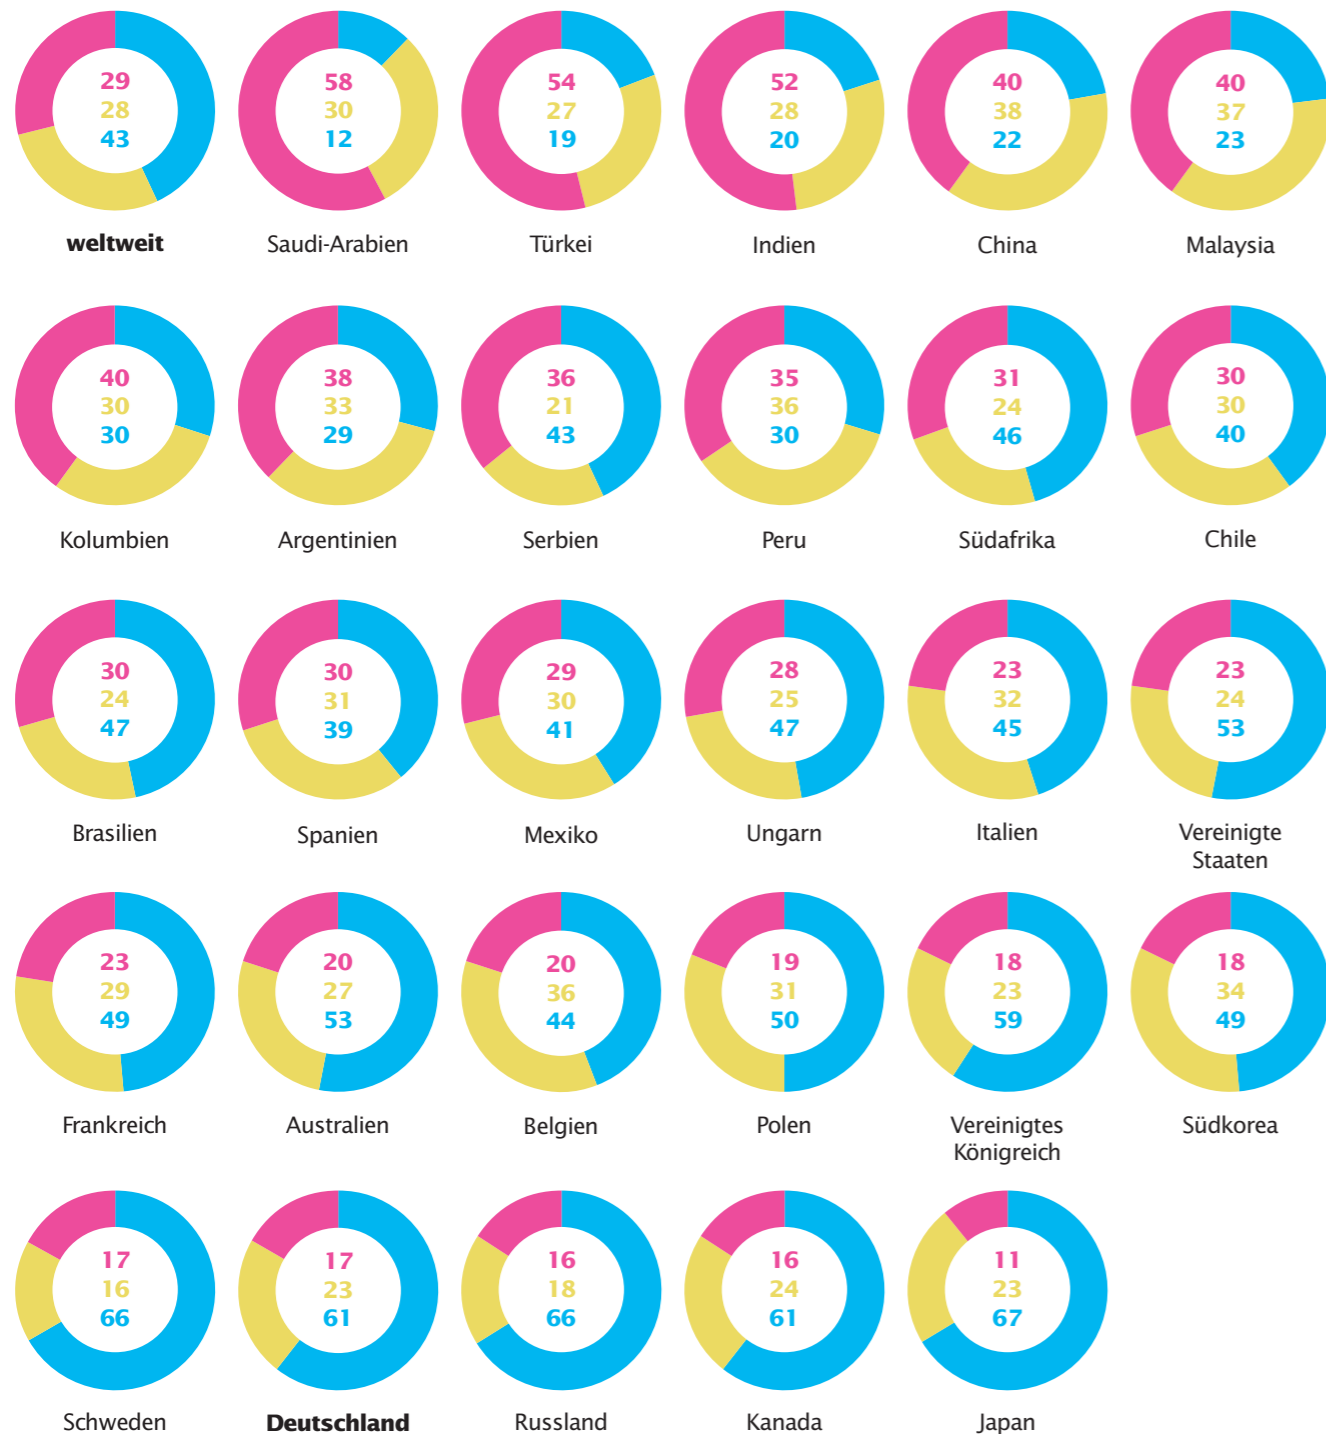 29
28
43
weltweit
58
30
12
Saudi-Arabien
54
27
19
Türkei
52
28
20
Indien
40
38
22
China
40
37
23
Malaysia
40
30
30
Kolumbien
38
33
29
Argentinien
36
21
43
Serbien
35
36
30
Peru
31
24
46
Südafrika
30
30
40
Chile
30
24
47
Brasilien
30
31
39
Spanien
29
30
41
Mexiko
28
25
47
Ungarn
23
32
45
Italien
23
24
53
Vereinigte
Staaten
23
29
49
Frankreich
20
27
53
Australien
20
36
44
Belgien
19
31
50
Polen
18
23
59
Vereinigtes
Königreich
18
34
49
Südkorea
17
16
66
Schweden
17
23
61
Deutschland
16
18
66
Russland
16
24
61
Kanada
11
23
67
Japan